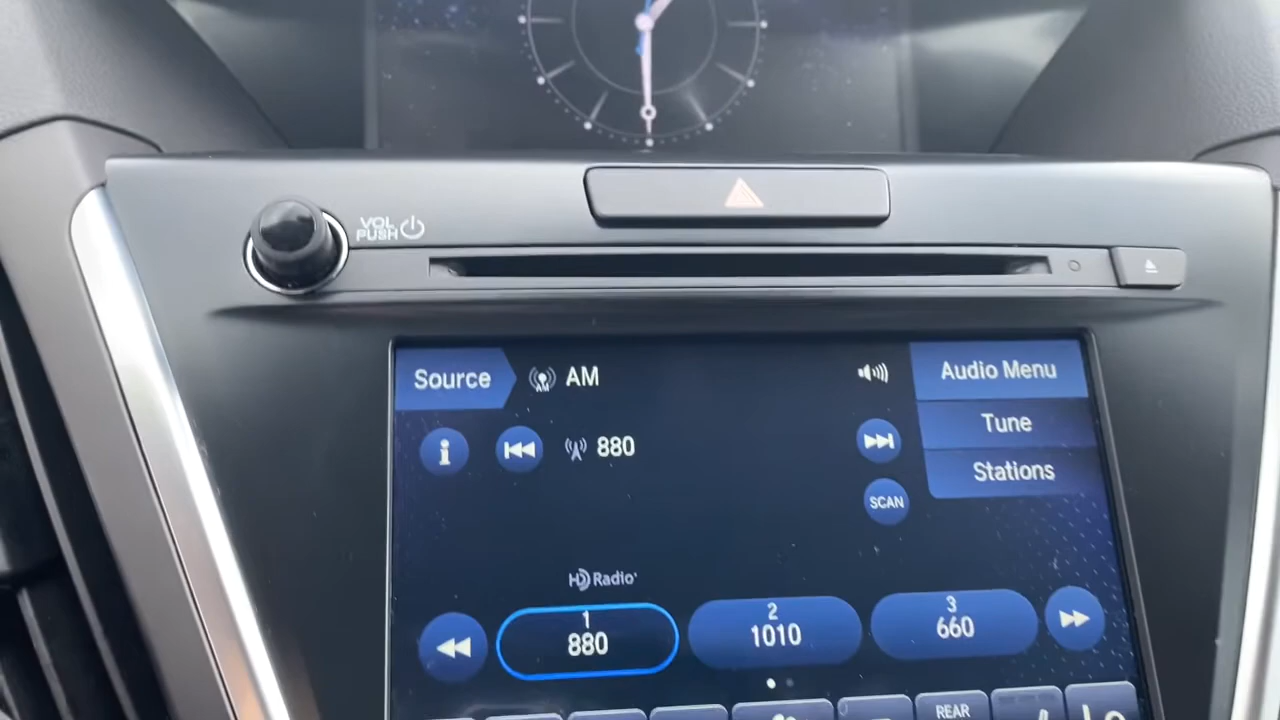 VOL
PUSH
Source
AM
AM
Audio Menu
880
Tune
Stations
SCAN
HD Radio
1
880
2
1010
3
660
REAR